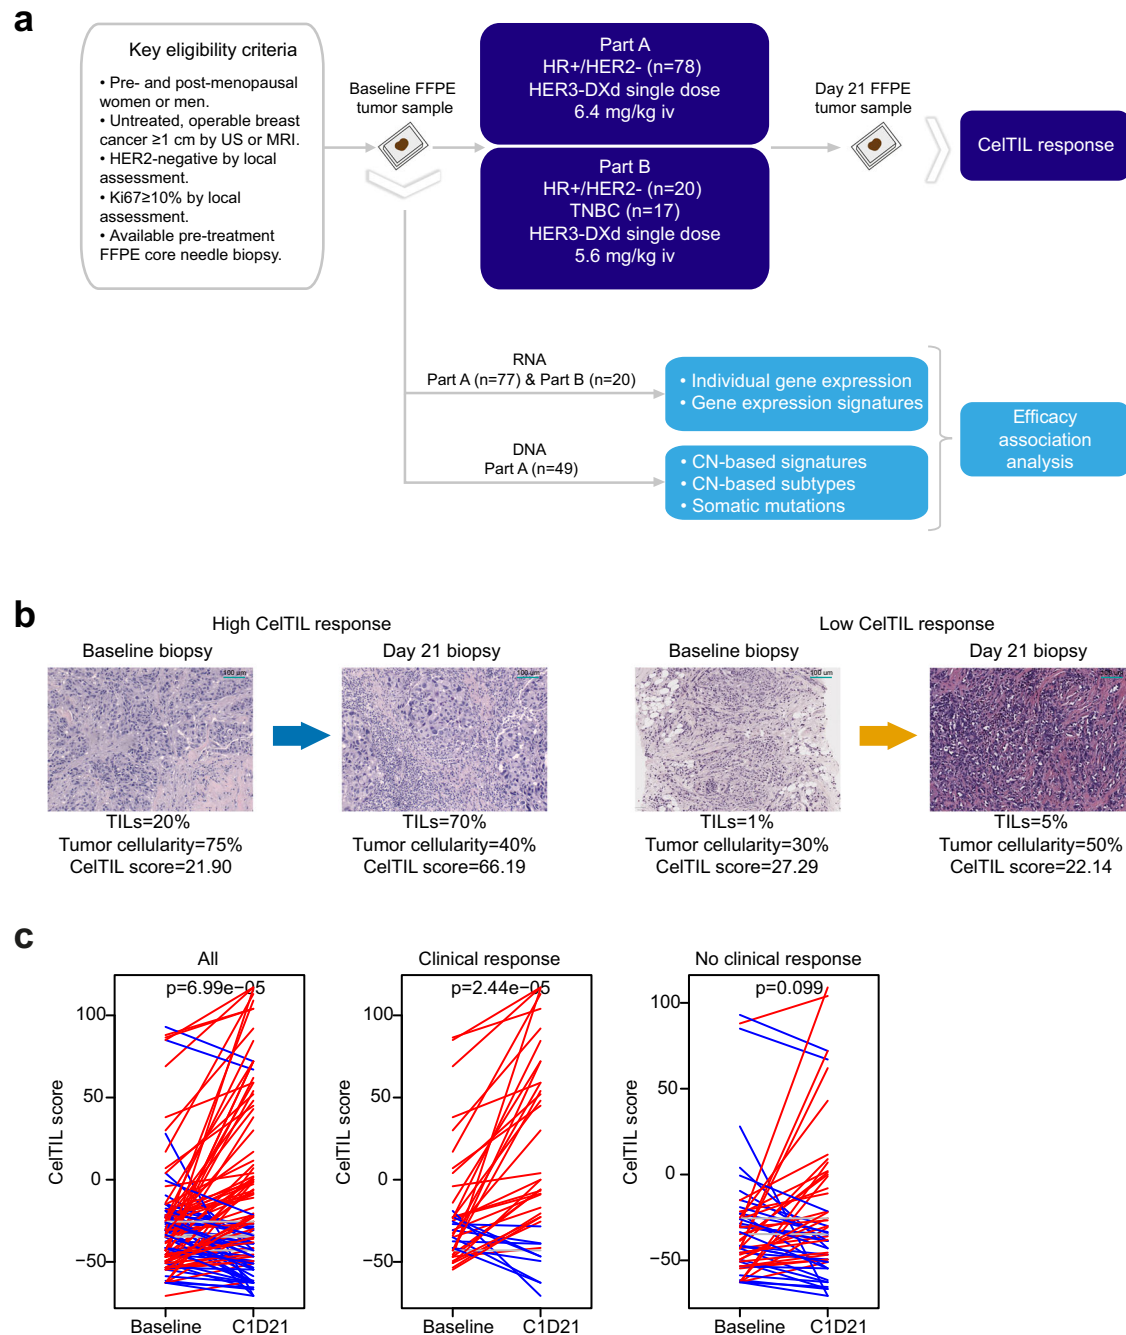 a
Key eligibility criteria
• Pre- and post-menopausal
women or men.
• Untreated, operable breast
cancer ≥1 cm by US or MRI.
• HER2-negative by local
assessment.
• Ki67≥10% by local
assessment.
• Available pre-treatment
FFPE core needle biopsy.
Baseline FFPE
tumor sample
Part A
HR+/HER2- (n=78)
HER3-DXd single dose
6.4 mg/kg iv
Part B
HR+/HER2- (n=20)
TNBC (n=17)
HER3-DXd single dose
5.6 mg/kg iv
Day 21 FFPE
tumor sample
CelTIL response
RNA
Part A (n=77) & Part B (n=20)
• Individual gene expression
• Gene expression signatures
DNA
Part A (n=49)
• CN-based signatures
• CN-based subtypes
• Somatic mutations
Efficacy
association
analysis
b
High CelTIL response
Baseline biopsy
100 um
TILs=20%
Tumor cellularity=75%
CelTIL score=21.90
Day 21 biopsy
100 um
TILs=70%
Tumor cellularity=40%
CelTIL score=66.19
Low CelTIL response
Baseline biopsy
100 um
TILs=1%
Tumor cellularity=30%
CelTIL score=27.29
Day 21 biopsy
TILs=5%
Tumor cellularity=50%
CelTIL score=22.14
c
All
p=6.99e−05
CelTIL score
100
50
0
−50
Baseline
C1D21
Clinical response
p=2.44e−05
CelTIL score
100
50
0
−50
Baseline
C1D21
No clinical response
p=0.099
CelTIL score
100
50
0
−50
Baseline
C1D21